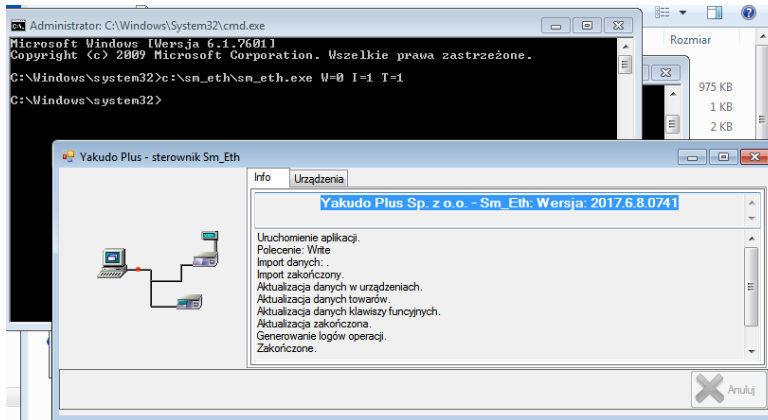 Administrator: C:\Windows\System32\cmd.exe
Microsoft Windows [Wersja 6.1.7601]
Copyright (c) 2009 Microsoft Corporation. Wszelkie prawa zastrzeżone.
C:\Windows\system32>c:\sm_eth\sm_eth.exe W=0 I=1 T=1
C:\Windows\system32>
Rozmiar
975 KB
1 KB
2 KB
Yakudo Plus - sterownik Sm_Eth
Info Urządzenia
Yakudo Plus Sp. z o.o. - Sm_Eth: Wersja: 2017.6.8.0741
Uruchomienie aplikacji.
Polecenie: Write
Import danych: .
Import zakończony.
Aktualizacja danych w urządzeniach.
Aktualizacja danych towarów.
Aktualizacja danych klawiszy funcyjnych.
Aktualizacja zakończona.
Generowanie logów operacji.
Zakończone.
Anuluj